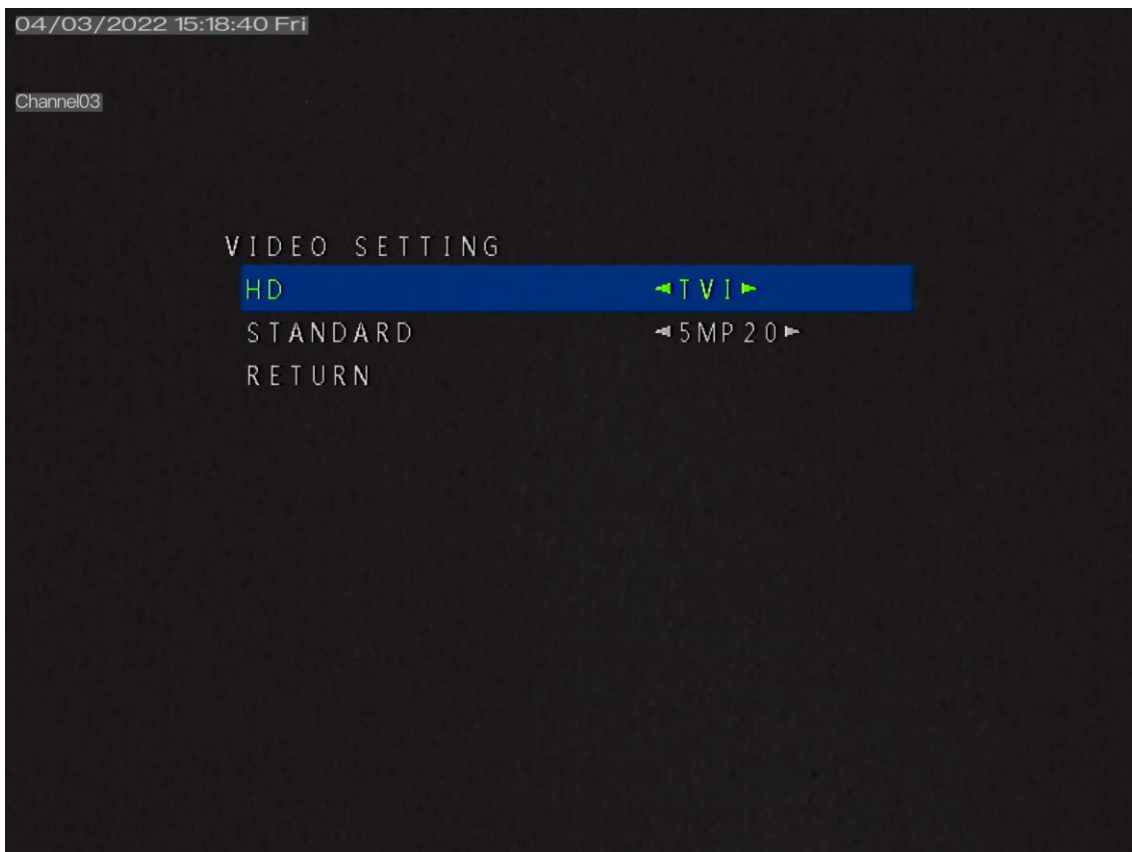 04/03/2022 15:18:40 Fri
Channel03
VIDEO SETTING
HD ◄TVI►
STANDARD ◄5MP20►
RETURN